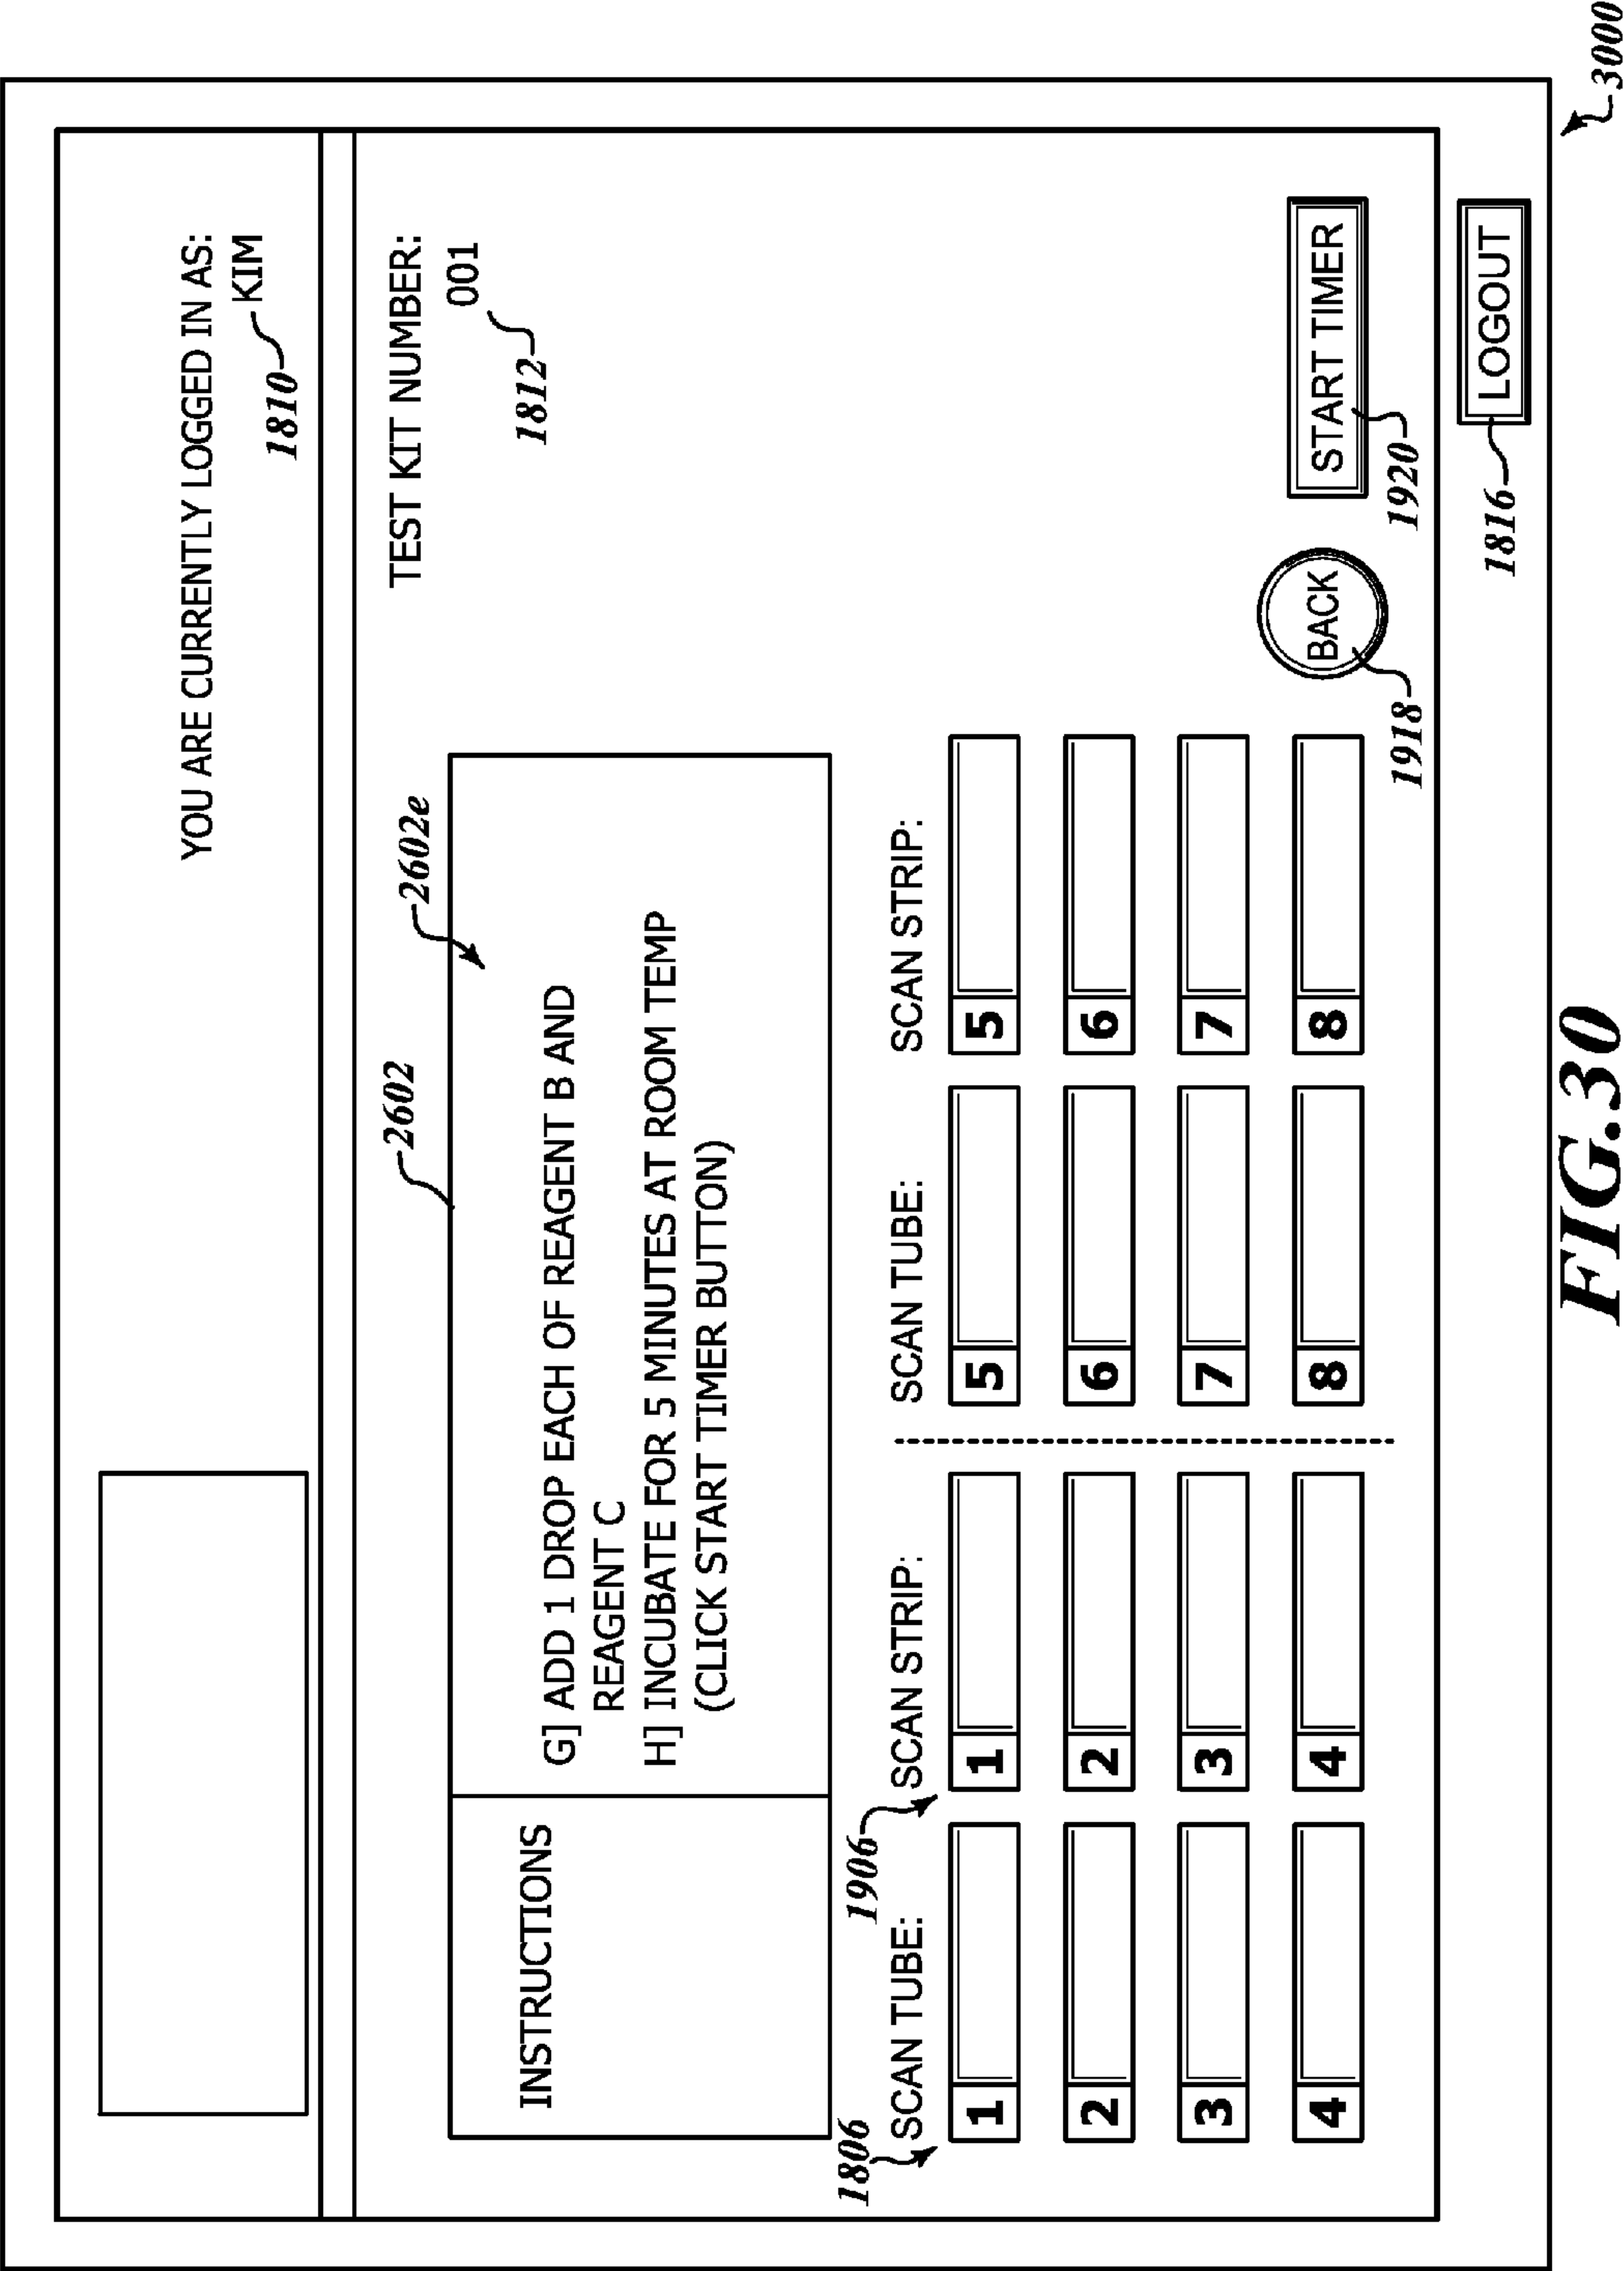 3000
YOU ARE CURRENTLY LOGGED IN AS:
KIM
1810
TEST KIT NUMBER:
001
1812
2602
2602e
INSTRUCTIONS
G] ADD 1 DROP EACH OF REAGENT B AND
REAGENT C
H] INCUBATE FOR 5 MINUTES AT ROOM TEMP
(CLICK START TIMER BUTTON)
1806
1906
SCAN TUBE: SCAN STRIP: SCAN TUBE: SCAN STRIP:
1 1 5 5
2 2 6 6
3 3 7 7
4 4 8 8
BACK
START TIMER
1918
1920
LOGOUT
1816
FIG.30